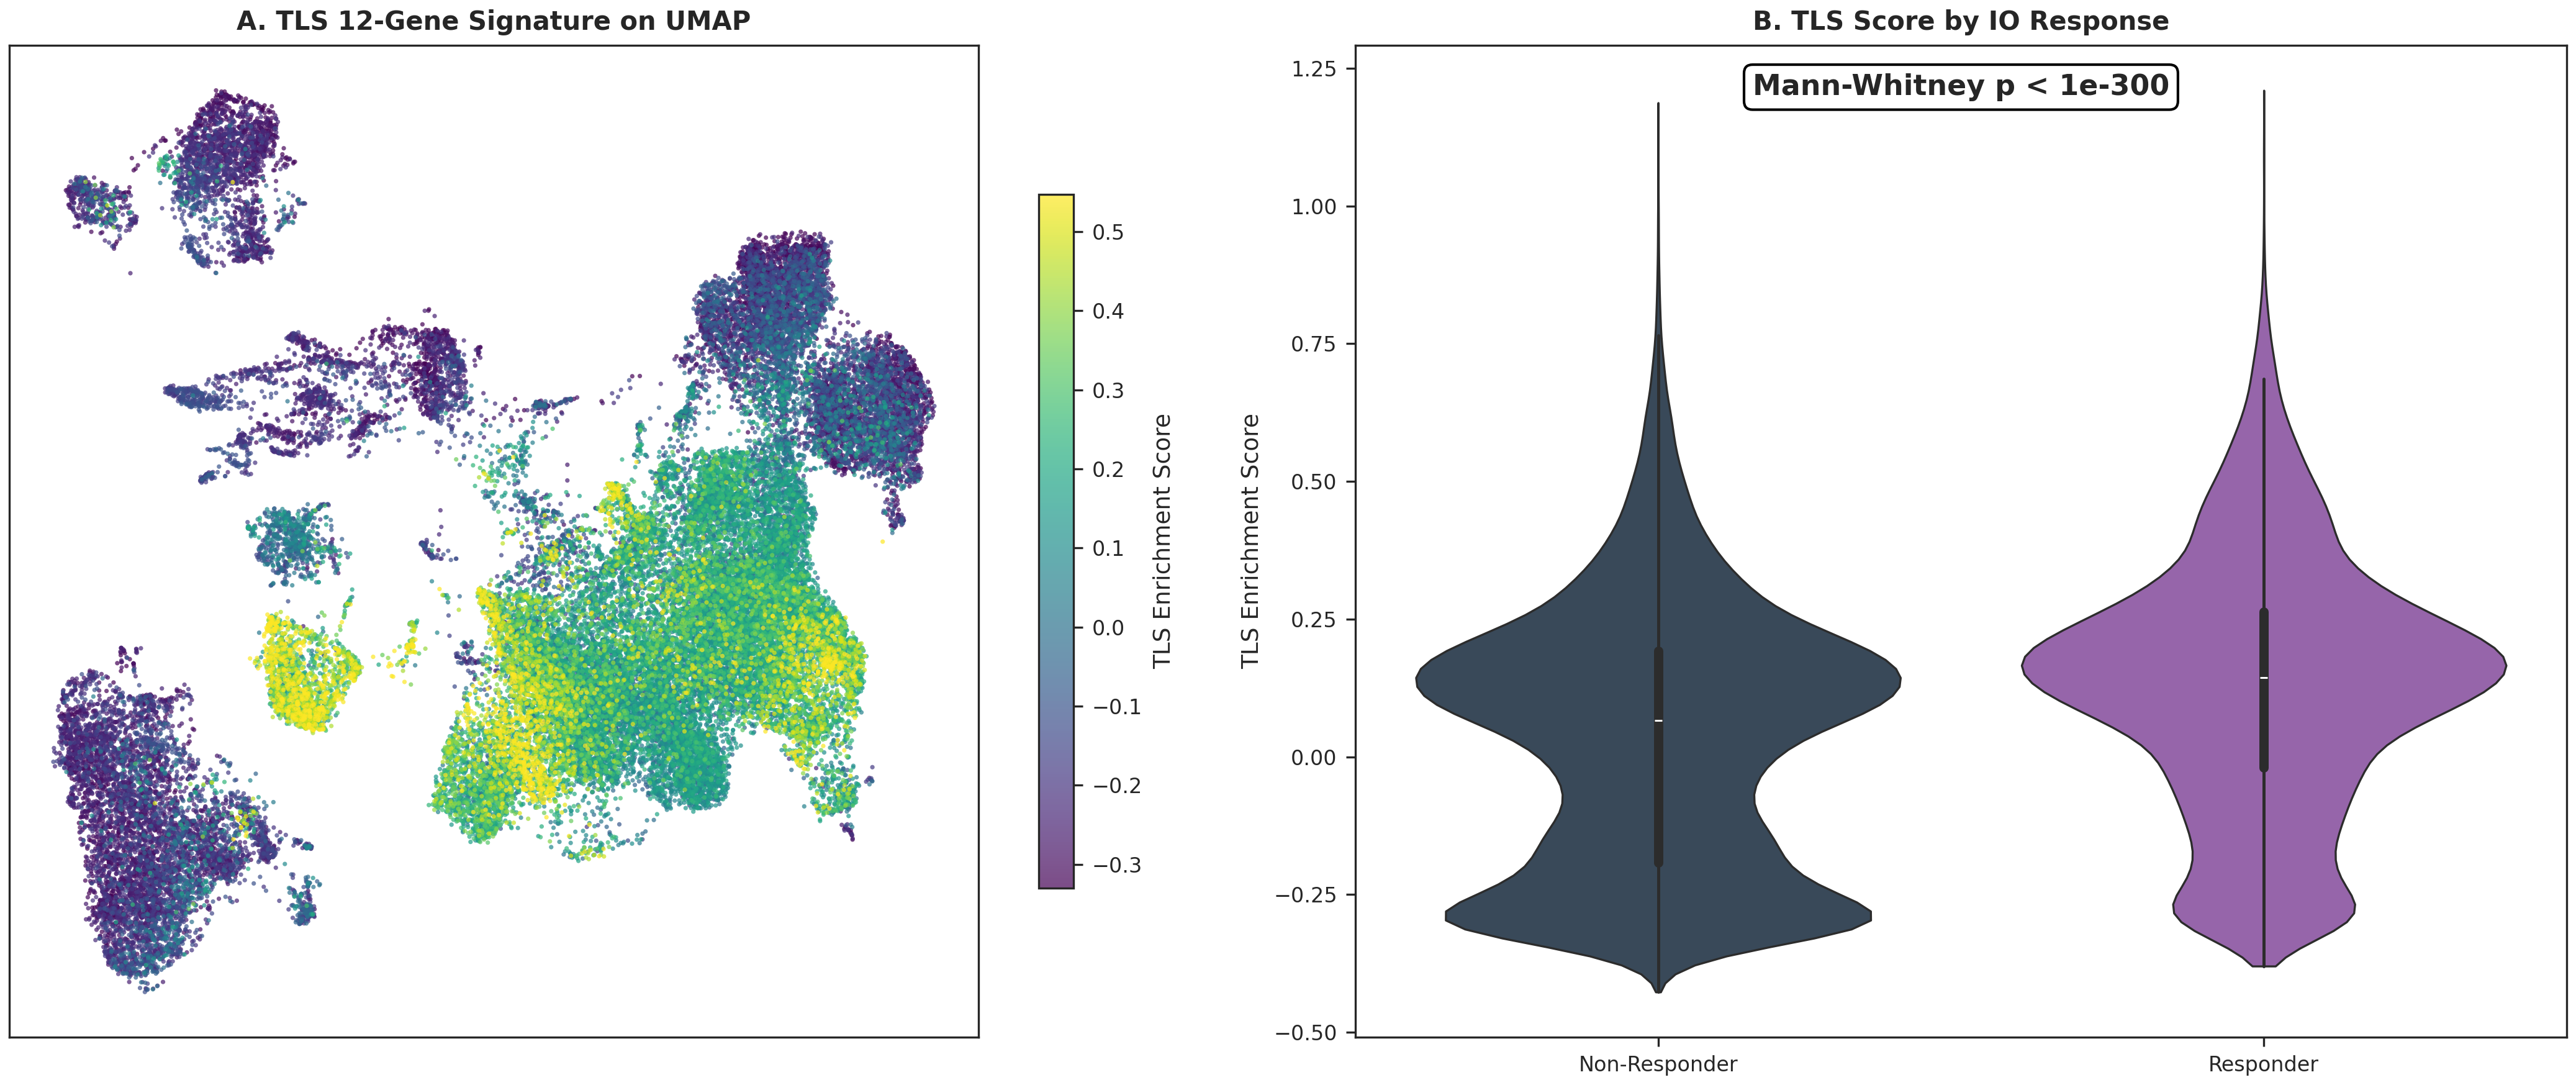 A. TLS 12-Gene Signature on UMAP
0.5
0.4
0.3
0.2
0.1
0.0
−0.1
−0.2
−0.3
TLS Enrichment Score
B. TLS Score by IO Response
Mann-Whitney p < 1e-300
TLS Enrichment Score
1.25
1.00
0.75
0.50
0.25
0.00
−0.25
−0.50
Non-Responder
Responder